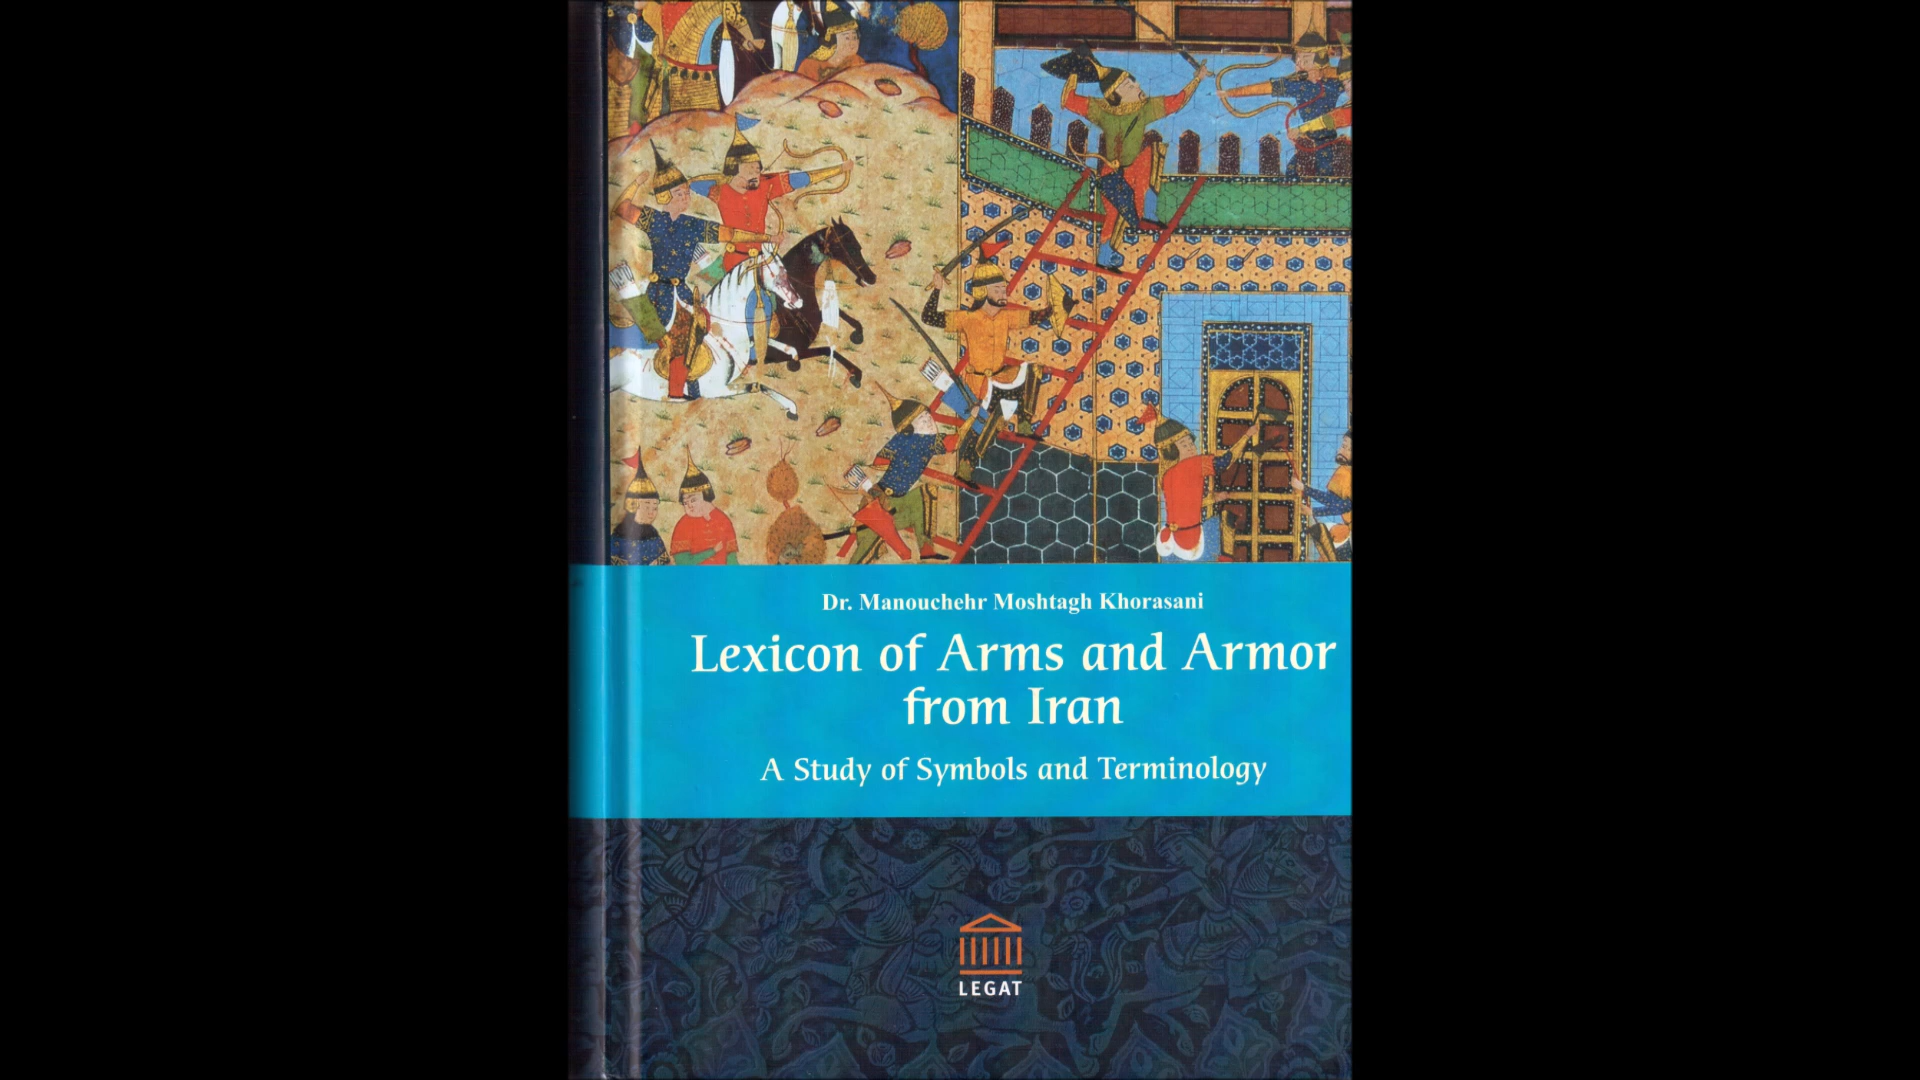 Dr. Manouchehr Moshtagh Khorasani
Lexicon of Arms and Armor
from Iran
A Study of Symbols and Terminology
LEGAT